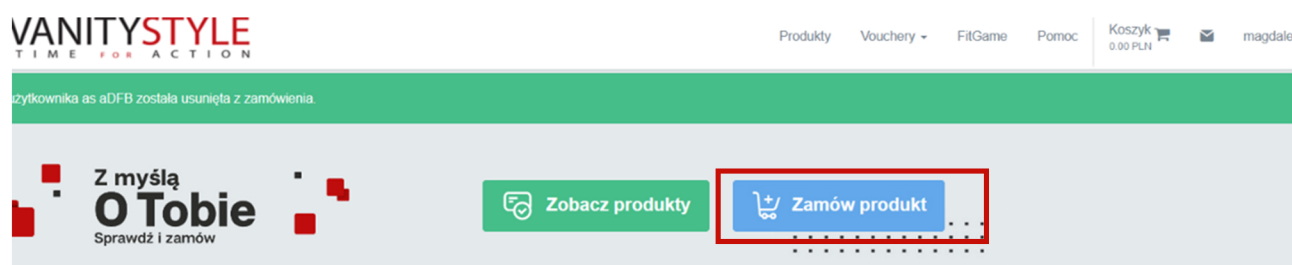 VANITYSTYLE
TIME FOR ACTION
Produkty Vouchery FitGame Pomoc Koszyk magdale
0.00 PLN
użytkownika as aDFB została usunięta z zamówienia.
Z myślą
O Tobie
Sprawdź i zamów
Zobacz produkty
Zamów produkt